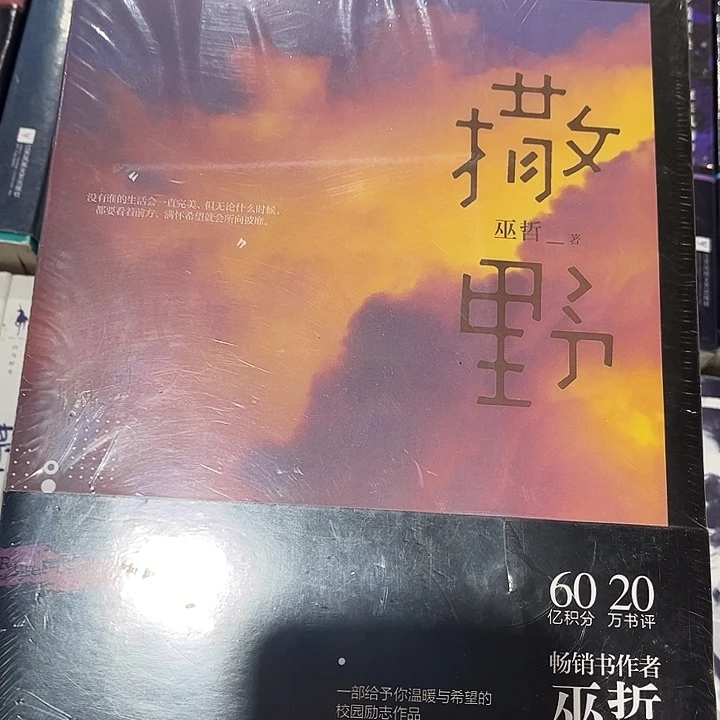 撒
野
巫哲__著
“
没有谁的生活会一直完美、但无论什么时候、
都要看着前方、满怀希望就会所向披靡。
”
60 20
亿积分 万书评
畅销书作者
巫哲
一部给予你温暖与希望的
校园励志作品